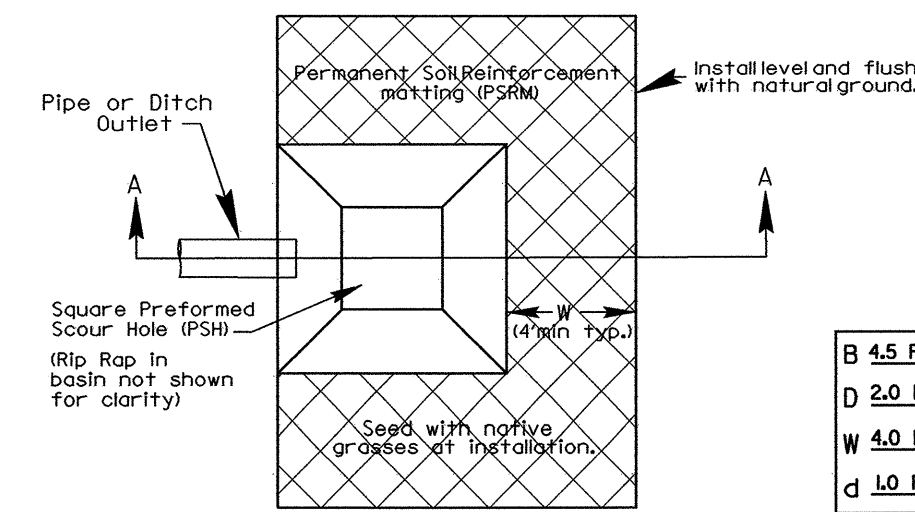 Permanent Soil Reinforcement
matting (PSRM)
Install level and flush
with natural ground.
Pipe or Ditch
Outlet
A
A
Square Preformed
Scour Hole (PSH)
(Rip Rap in
basin not shown
for clarity)
W
(4'min typ.)
Seed with native
grasses at installation.
B 4.5 F
D 2.0
W 4.0
d 1.0 F